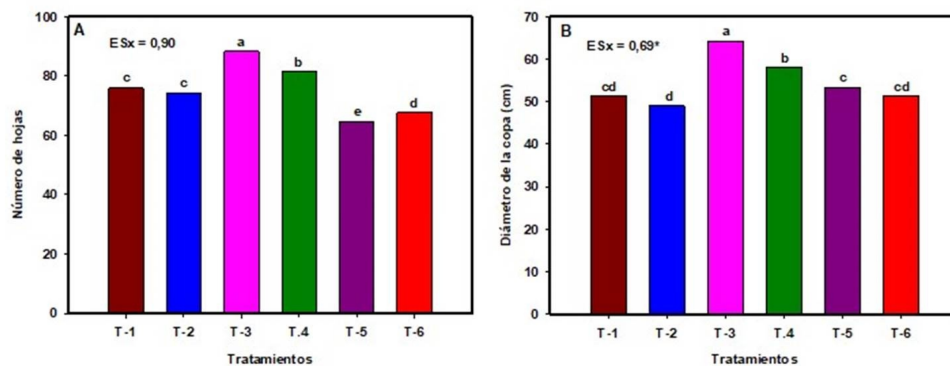 A
ESx = 0,90
Número de hojas
100
80
60
40
20
0
c
c
a
b
e
d
T-1 T-2 T-3 T.4 T-5 T-6
Tratamientos
B
ESx = 0,69*
Diámetro de la copa (cm)
70
60
50
40
30
20
10
0
cd
d
a
b
c
cd
T-1 T-2 T-3 T.4 T-5 T-6
Tratamientos